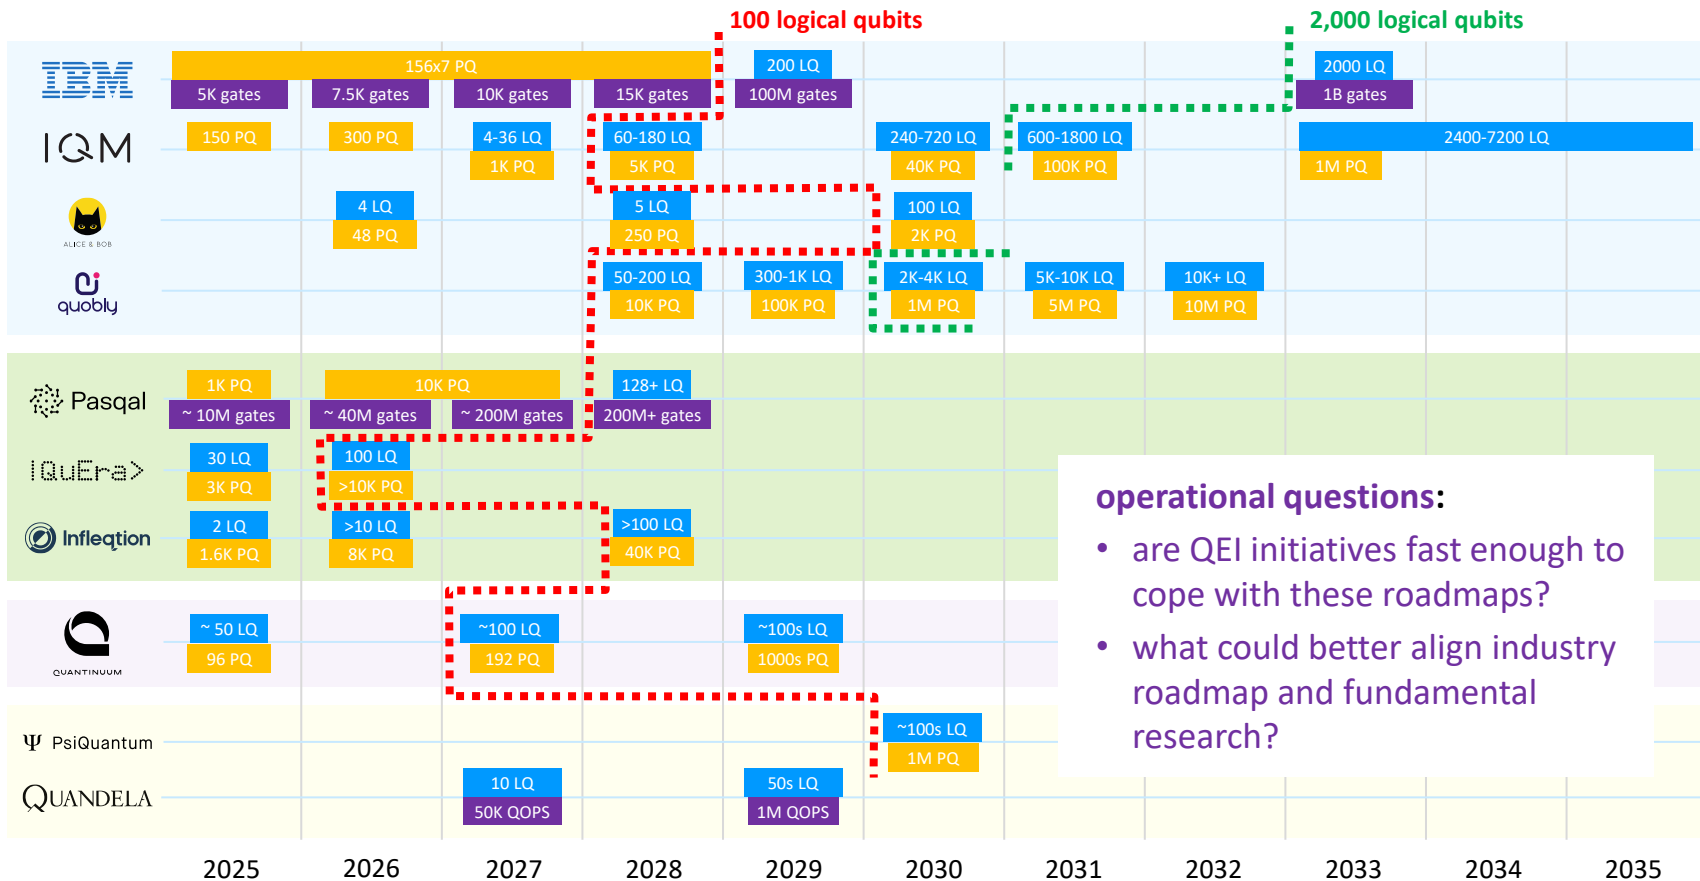 100 logical qubits
2,000 logical qubits
IBM
156x7 PQ
200 LQ
2000 LQ
5K gates
7.5K gates
10K gates
15K gates
100M gates
1B gates
IQM
150 PQ
300 PQ
4-36 LQ
60-180 LQ
240-720 LQ
600-1800 LQ
2400-7200 LQ
1K PQ
5K PQ
40K PQ
100K PQ
1M PQ
ALICE & BOB
4 LQ
5 LQ
100 LQ
48 PQ
250 PQ
2K PQ
quobly
50-200 LQ
300-1K LQ
2K-4K LQ
5K-10K LQ
10K+ LQ
10K PQ
100K PQ
1M PQ
5M PQ
10M PQ
Pasqal
1K PQ
10K PQ
128+ LQ
~ 10M gates
~ 40M gates
~ 200M gates
200M+ gates
|QuEra>
30 LQ
100 LQ
3K PQ
>10K PQ
Infleqtion
2 LQ
>10 LQ
>100 LQ
1.6K PQ
8K PQ
40K PQ
QUANTINUUM
~ 50 LQ
~100 LQ
~100s LQ
96 PQ
192 PQ
1000s PQ
Ψ PsiQuantum
~100s LQ
1M PQ
QUANDELA
10 LQ
50s LQ
50K QOPS
1M QOPS
operational questions:
• are QEI initiatives fast enough to
cope with these roadmaps?
• what could better align industry
roadmap and fundamental
research?
2025
2026
2027
2028
2029
2030
2031
2032
2033
2034
2035